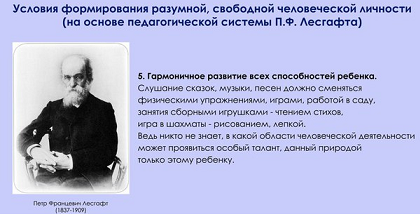 Условия формирования разумной, свободной человеческой личности
(на основе педагогической системы П.Ф. Лесгафта)
5. Гармоничное развитие всех способностей ребенка.
Слушание сказок, музыки, песен должно сменяться
физическими упражнениями, играми, работой в саду,
занятия сборными игрушками - чтением стихов,
игра в шахматы - рисованием, лепкой.
Ведь никто не знает, в какой области человеческой деятельности
может проявиться особый талант, данный природой
только этому ребенку.
Петр Францевич Лесгафт
(1837-1909)